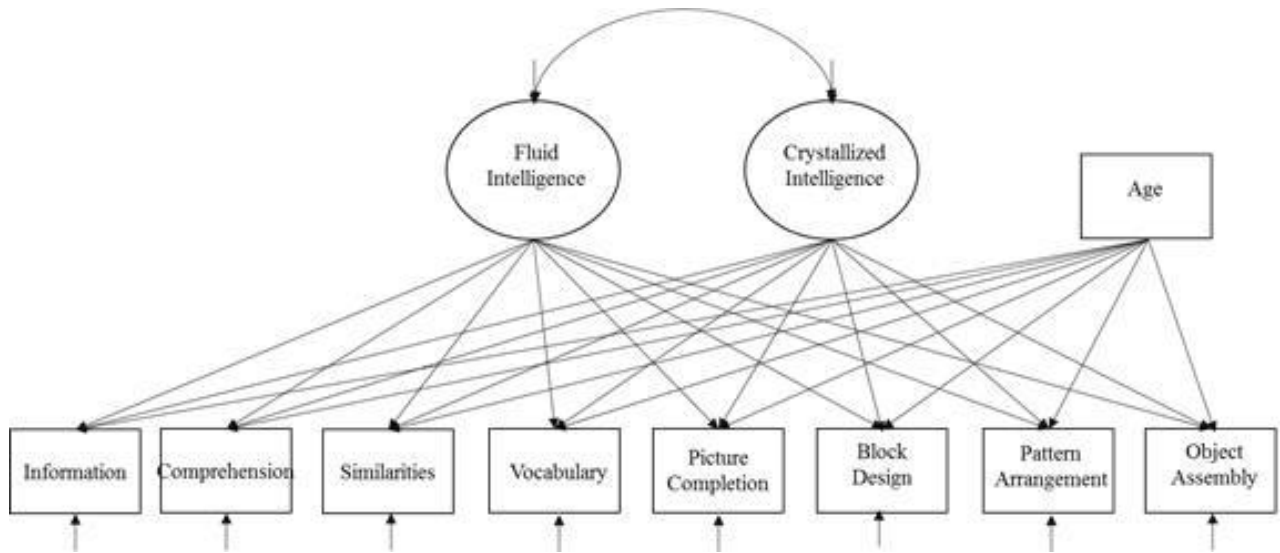 Fluid
Intelligence
Crystallized
Intelligence
Age
Information
Comprehension
Similarities
Vocabulary
Picture
Completion
Block
Design
Pattern
Arrangement
Object
Assembly